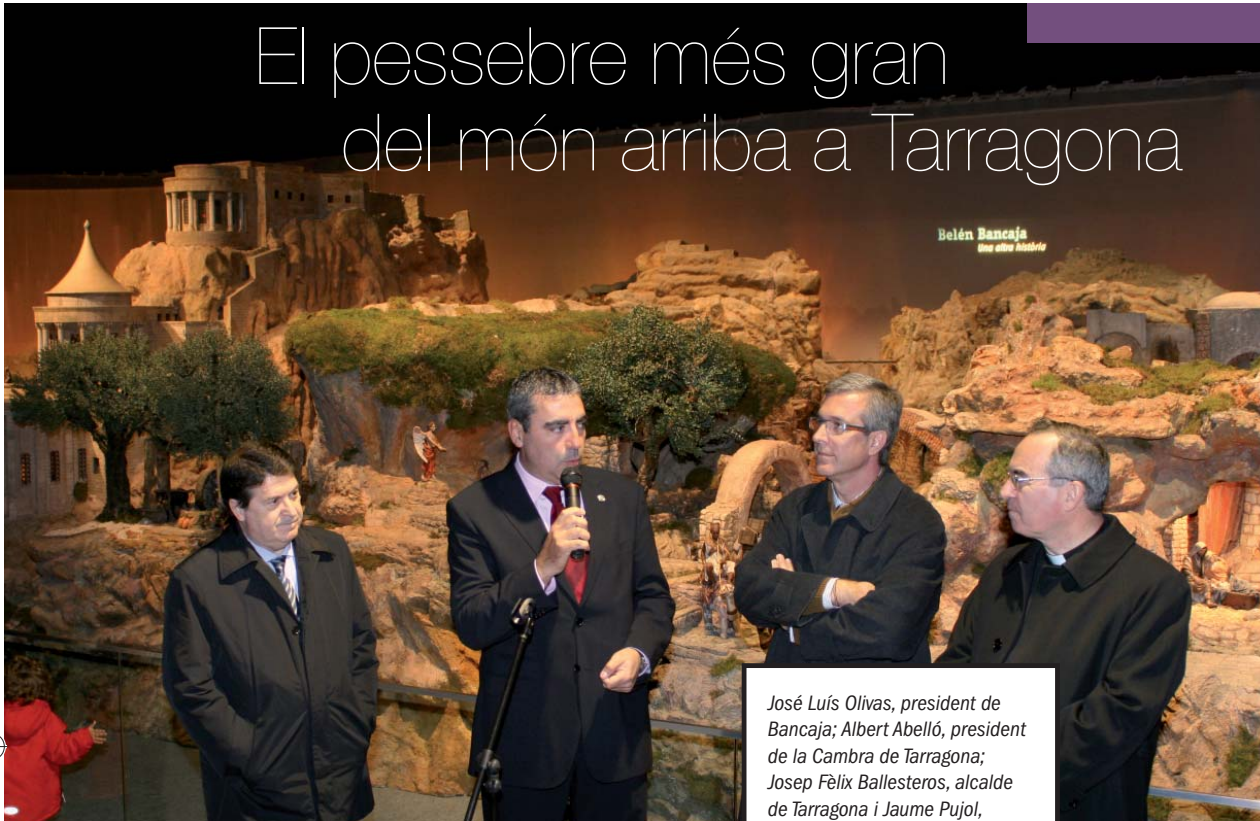 El pessebre més gran
del món arriba a Tarragona
Belén Bancaja
Una altra història
José Luís Olivas, president de
Bancaja; Albert Abelló, president
de la Cambra de Tarragona;
Josep Fèlix Ballesteros, alcalde
de Tarragona i Jaume Pujol,